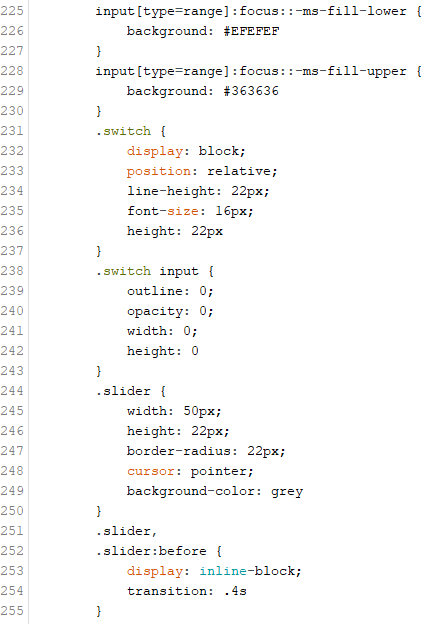 225 input[type=range]:focus::-ms-fill-lower {
226 background: #EFEFEF
227 }
228 input[type=range]:focus::-ms-fill-upper {
229 background: #363636
230 }
231 .switch {
232 display: block;
233 position: relative;
234 line-height: 22px;
235 font-size: 16px;
236 height: 22px
237 }
238 .switch input {
239 outline: 0;
240 opacity: 0;
241 width: 0;
242 height: 0
243 }
244 .slider {
245 width: 50px;
246 height: 22px;
247 border-radius: 22px;
248 cursor: pointer;
249 background-color: grey
250 }
251 .slider,
252 .slider:before {
253 display: inline-block;
254 transition: .4s
255 }